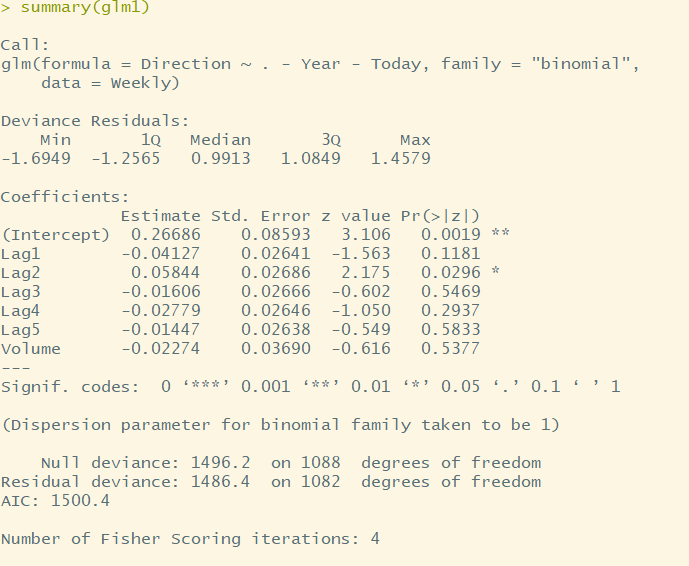 > summary(glm1)
Call:
glm(formula = Direction ~ . - Year - Today, family = "binomial",
    data = Weekly)
Deviance Residuals:
    Min       1Q   Median       3Q      Max
-1.6949  -1.2565   0.9913   1.0849   1.4579
Coefficients:
            Estimate Std. Error z value Pr(>|z|)
(Intercept)  0.26686    0.08593   3.106   0.0019 **
Lag1        -0.04127    0.02641  -1.563   0.1181
Lag2         0.05844    0.02686   2.175   0.0296 *
Lag3        -0.01606    0.02666  -0.602   0.5469
Lag4        -0.02779    0.02646  -1.050   0.2937
Lag5        -0.01447    0.02638  -0.549   0.5833
Volume      -0.02274    0.03690  -0.616   0.5377
---
Signif. codes:  0 ‘***’ 0.001 ‘**’ 0.01 ‘*’ 0.05 ‘.’ 0.1 ‘ ’ 1
(Dispersion parameter for binomial family taken to be 1)
    Null deviance: 1496.2  on 1088  degrees of freedom
Residual deviance: 1486.4  on 1082  degrees of freedom
AIC: 1500.4
Number of Fisher Scoring iterations: 4